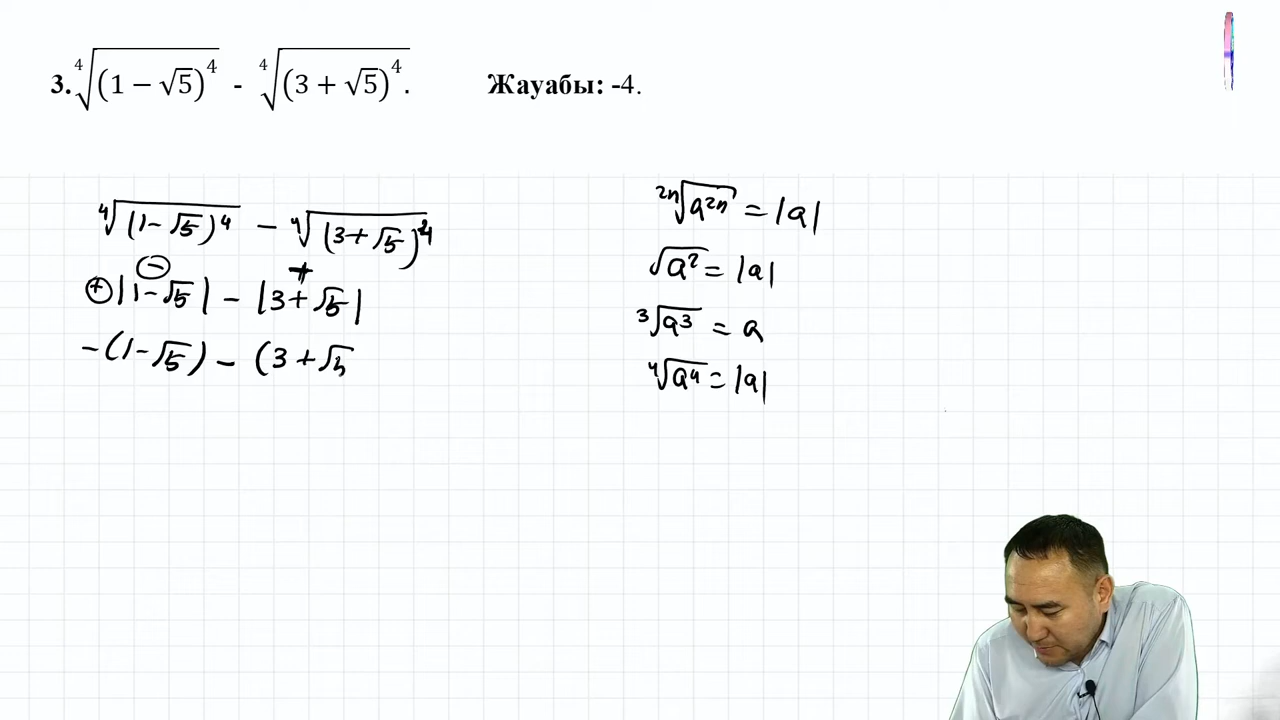 3. ⁴√(1 − √5)⁴ - ⁴√(3 + √5)⁴. Жауабы: -4.
⁴√(1-√5)⁴ − ⁴√(3+√5)⁴
−
+
+ |1-√5| − |3+√5|
-(1-√5) − (3+√5
²ⁿ√a²ⁿ = |a|
√a² = |a|
³√a³ = a
⁴√a⁴ = |a|